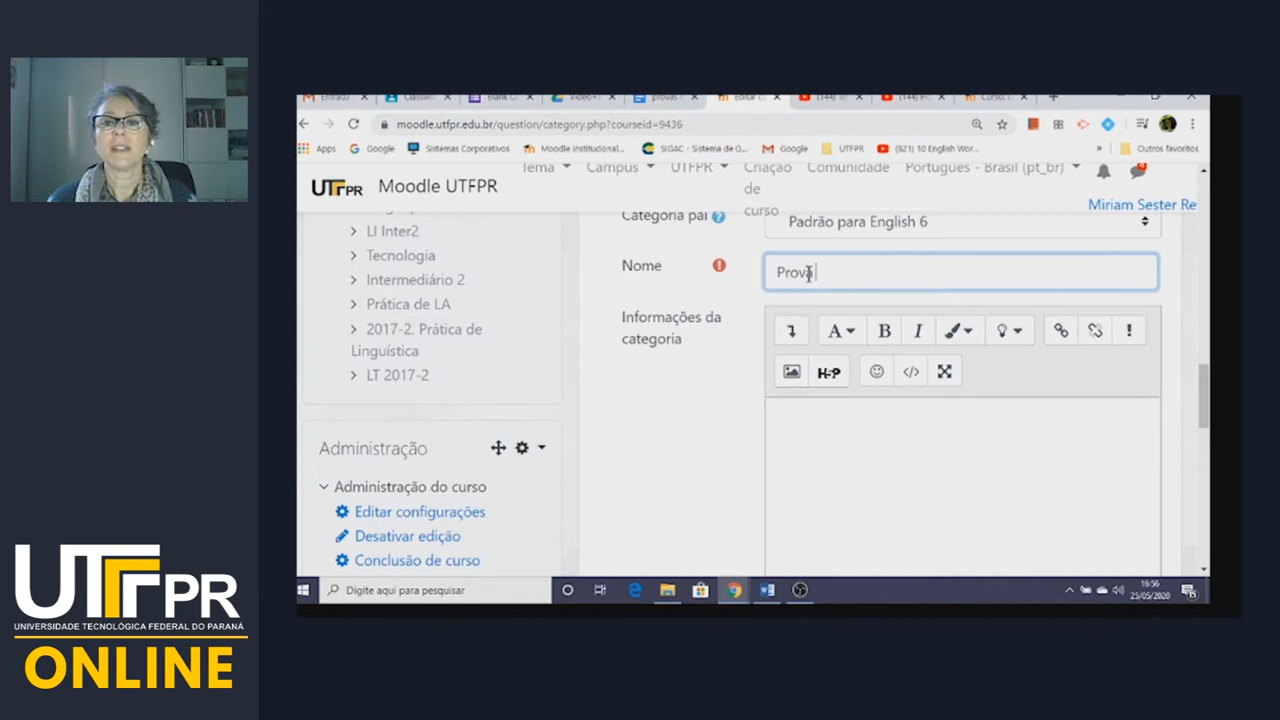 moodle.utfpr.edu.br/question/category.php?courseid=9436
Apps Google Sistemas Corporativos Moodle institucional... SIGAC - Sistema de G... Google UTFPR (821) 10 English Wor... » Outros favoritos
UTFPR Moodle UTFPR
Tema Campus UTFPR Criação de curso Comunidade Português - Brasil (pt_br)
Miriam Sester Re
LI Inter2
Tecnologia
Intermediário 2
Prática de LA
2017-2. Prática de
Linguística
LT 2017-2
Administração
Administração do curso
Editar configurações
Desativar edição
Conclusão de curso
Categoria pai ? Padrão para English 6
Nome Prova
Informações da
categoria
A B I
H-P </>
Digite aqui para pesquisar
16:56
25/05/2020
UTFPR
UNIVERSIDADE TECNOLÓGICA FEDERAL DO PARANÁ
ONLINE